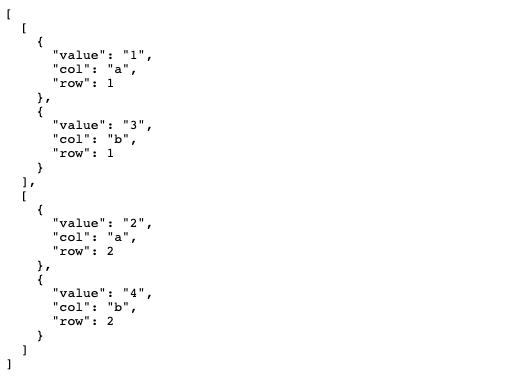 [
  [
    {
      "value": "1",
      "col": "a",
      "row": 1
    },
    {
      "value": "3",
      "col": "b",
      "row": 1
    }
  ],
  [
    {
      "value": "2",
      "col": "a",
      "row": 2
    },
    {
      "value": "4",
      "col": "b",
      "row": 2
    }
  ]
]